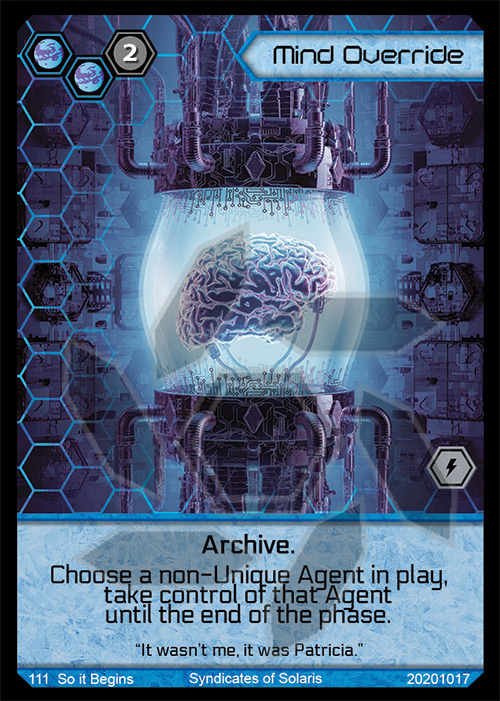 2
Mind Override
Archive.
Choose a non-Unique Agent in play,
take control of that Agent
until the end of the phase.
"It wasn't me, it was Patricia."
111 So it Begins Syndicates of Solaris 20201017